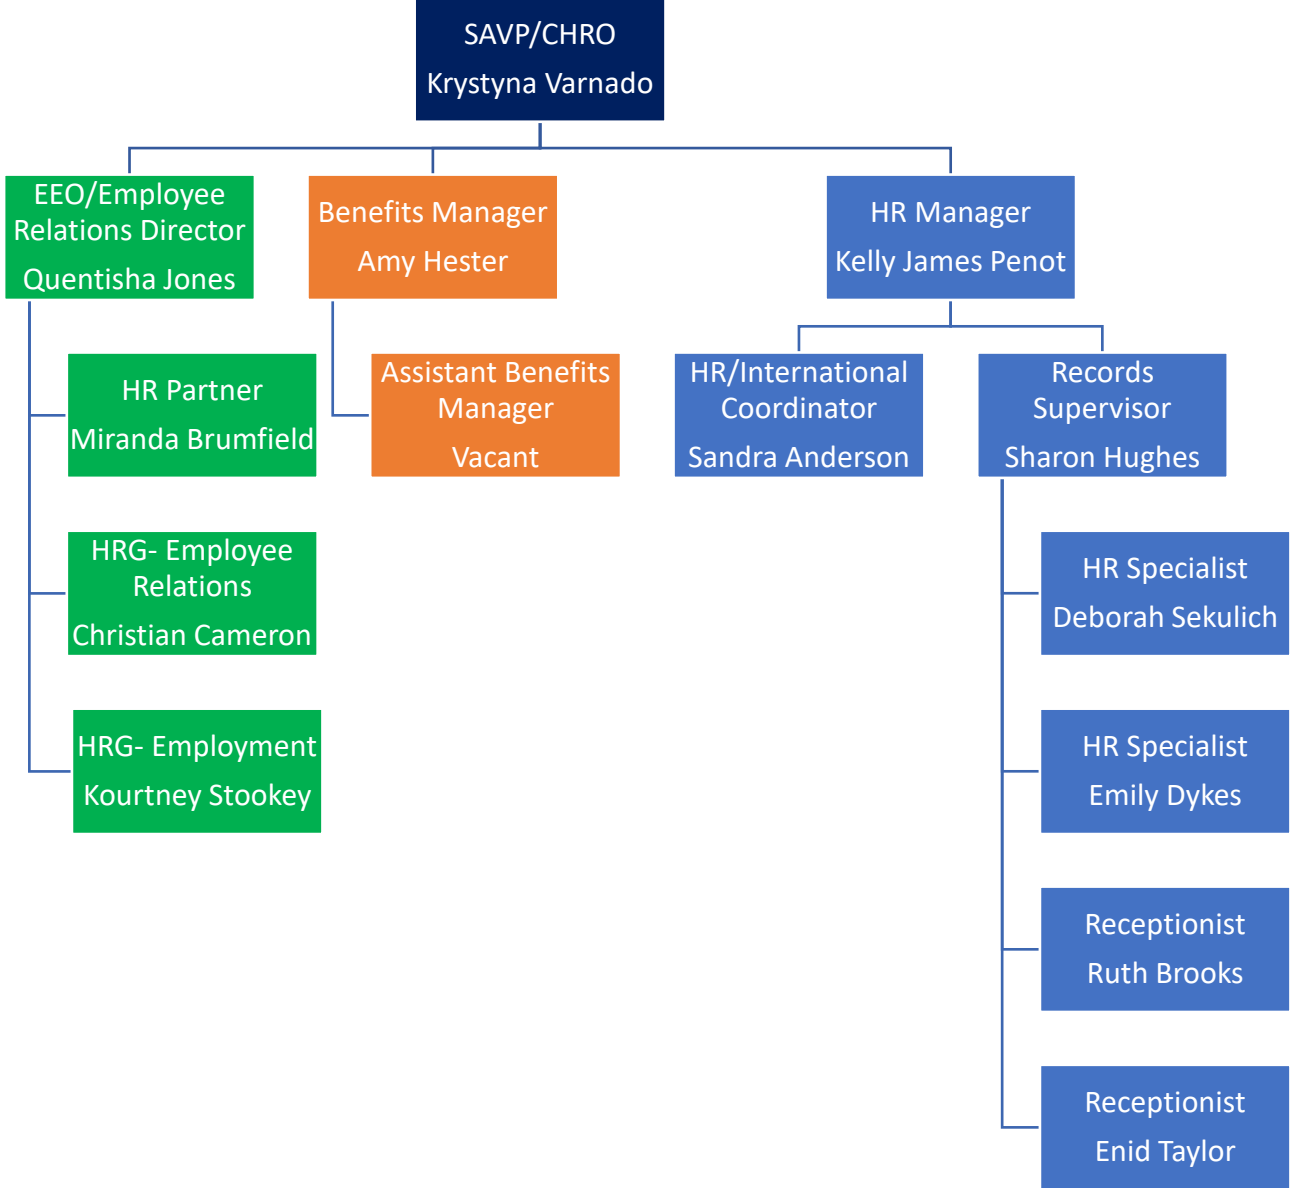 SAVP/CHRO
Krystyna Varnado
EEO/Employee
Relations Director
Quentisha Jones
Benefits Manager
Amy Hester
HR Manager
Kelly James Penot
HR Partner
Miranda Brumfield
Assistant Benefits
Manager
Vacant
HR/International
Coordinator
Sandra Anderson
Records
Supervisor
Sharon Hughes
HRG- Employee
Relations
Christian Cameron
HR Specialist
Deborah Sekulich
HRG- Employment
Kourtney Stookey
HR Specialist
Emily Dykes
Receptionist
Ruth Brooks
Receptionist
Enid Taylor